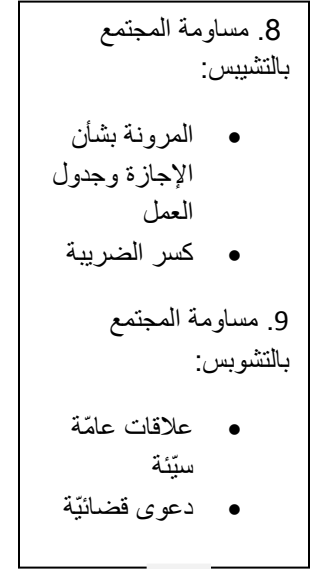 8. مساومة المجتمع
بالتشيبس:
• المرونة بشأن
الإجازة وجدول
العمل
• كسر الضريبة
9. مساومة المجتمع
بالتشوبس:
• علاقات عامّة
سيّئة
• دعوى قضائيّة